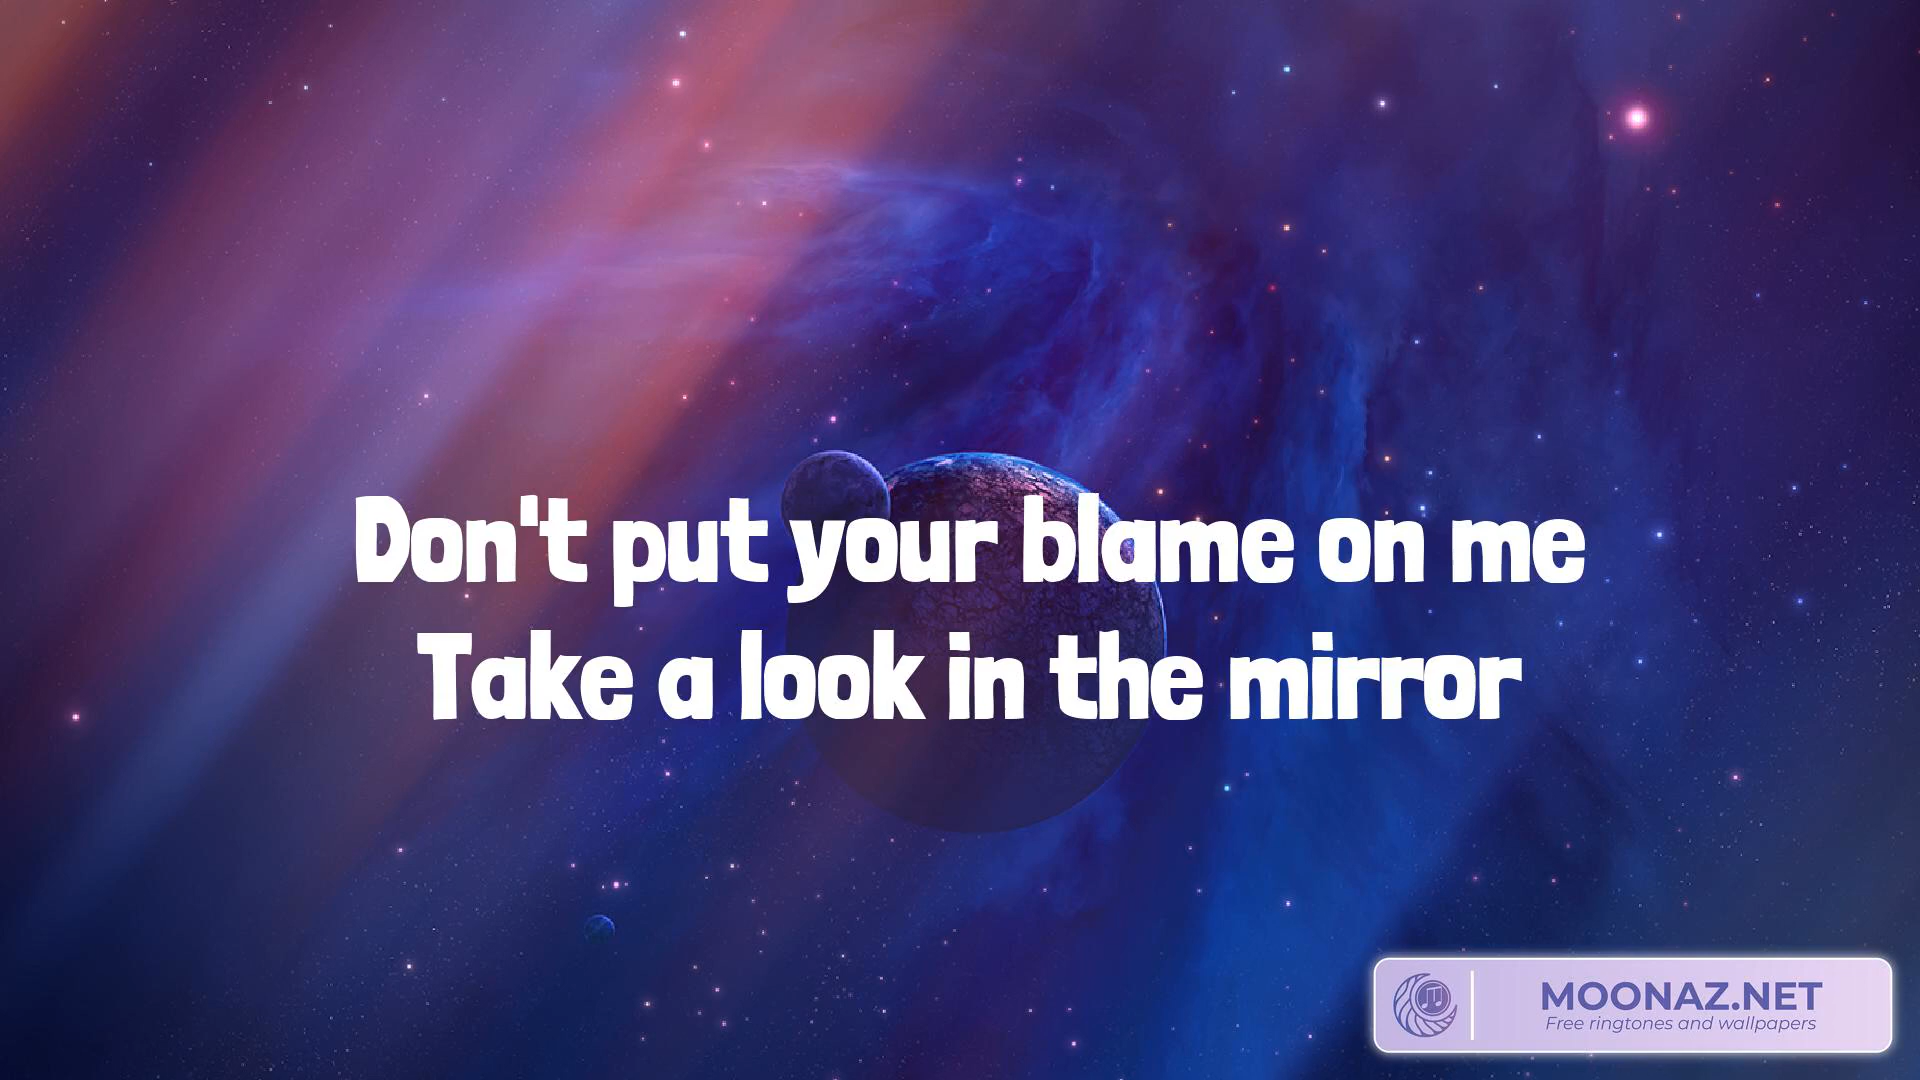 Don't put your blame on me
Take a look in the mirror
MOONAZ.NET
Free ringtones and wallpapers